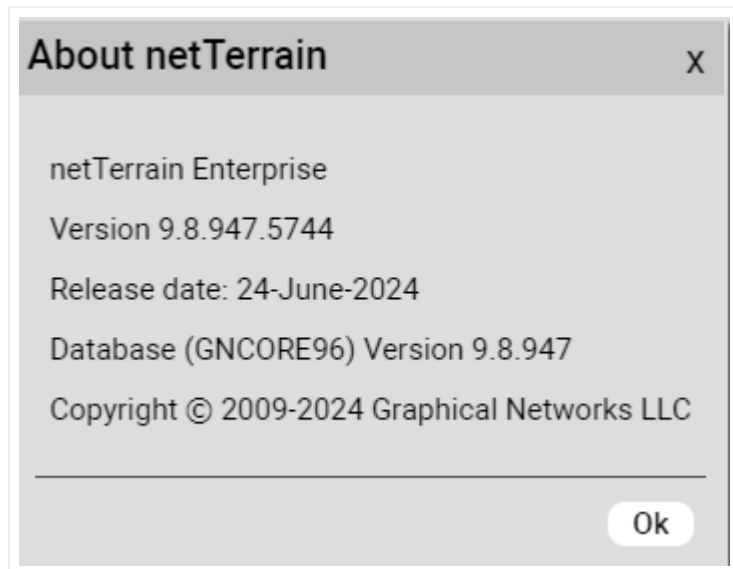 About netTerrain x
netTerrain Enterprise
Version 9.8.947.5744
Release date: 24-June-2024
Database (GNCORE96) Version 9.8.947
Copyright © 2009-2024 Graphical Networks LLC
Ok